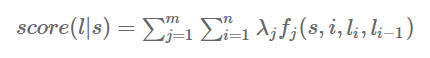 score(l|s) = ∑_{j=1}^{m} ∑_{i=1}^{n} λ_j f_j(s, i, l_i, l_{i−1})